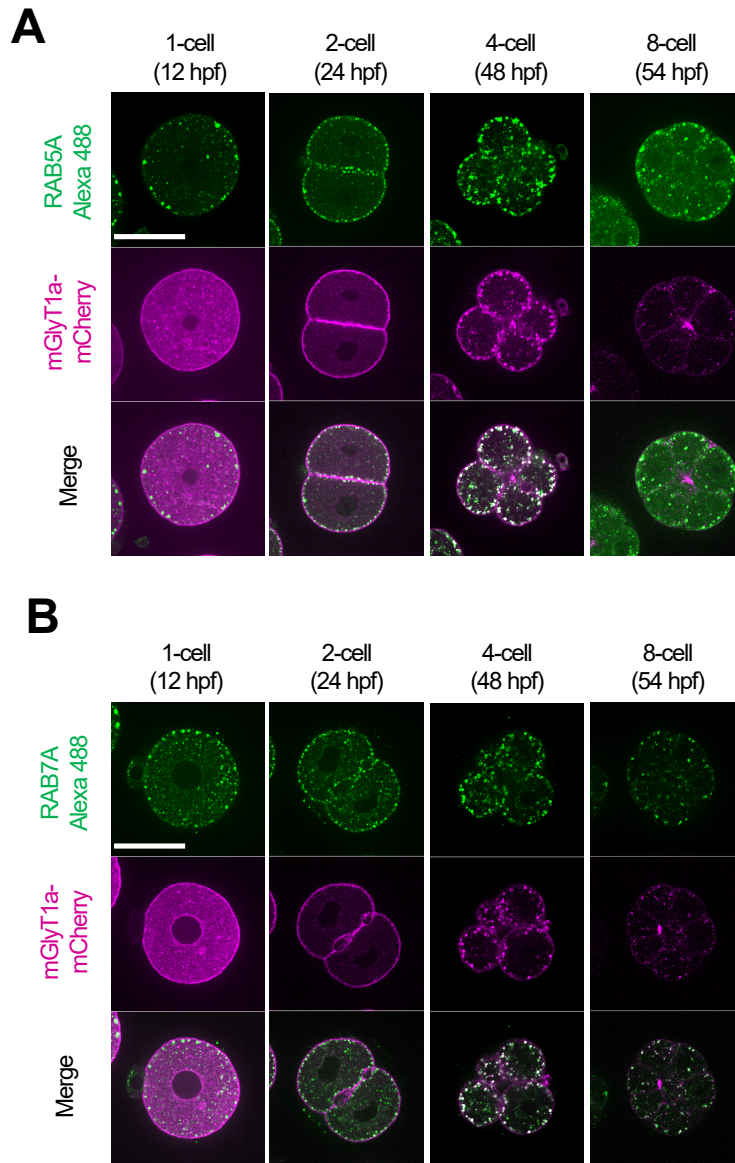 A
1-cell
(12 hpf)
2-cell
(24 hpf)
4-cell
(48 hpf)
8-cell
(54 hpf)
RAB5A
Alexa 488
mGlyT1a-
mCherry
Merge
B
1-cell
(12 hpf)
2-cell
(24 hpf)
4-cell
(48 hpf)
8-cell
(54 hpf)
RAB7A
Alexa 488
mGlyT1a-
mCherry
Merge